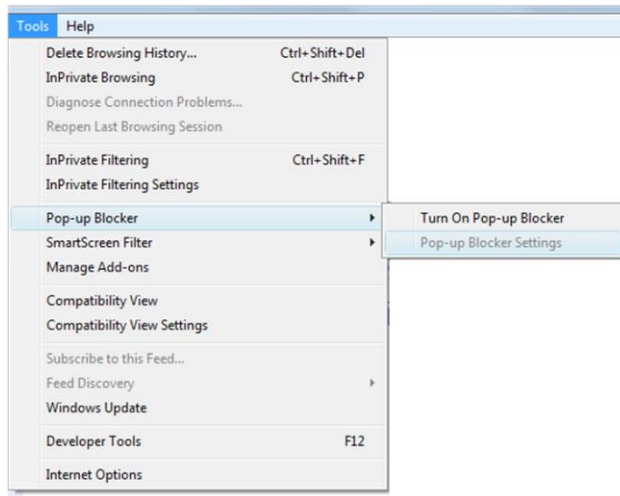 Tools Help
Delete Browsing History... Ctrl+Shift+Del
InPrivate Browsing Ctrl+Shift+P
Diagnose Connection Problems...
Reopen Last Browsing Session
InPrivate Filtering Ctrl+Shift+F
InPrivate Filtering Settings
Pop-up Blocker Turn On Pop-up Blocker
SmartScreen Filter Pop-up Blocker Settings
Manage Add-ons
Compatibility View
Compatibility View Settings
Subscribe to this Feed...
Feed Discovery
Windows Update
Developer Tools F12
Internet Options